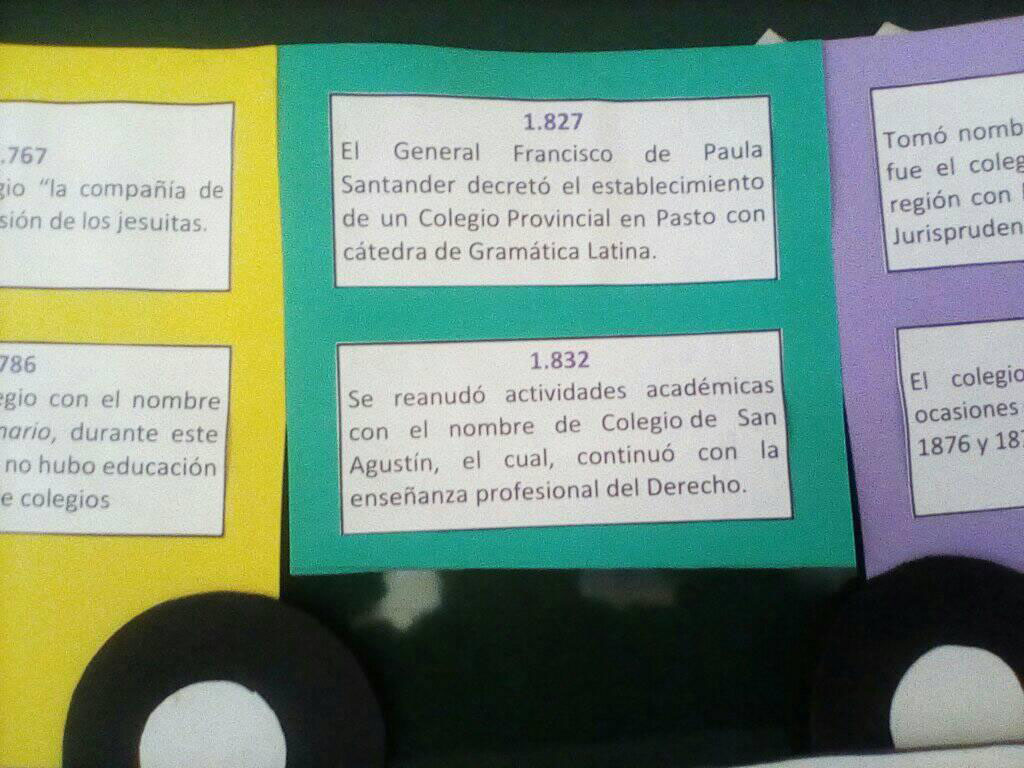 .767
gio “la compañía de
sión de los jesuitas.
786
egio con el nombre
nario, durante este
no hubo educación
e colegios
1.827
El General Francisco de Paula
Santander decretó el establecimiento
de un Colegio Provincial en Pasto con
cátedra de Gramática Latina.
1.832
Se reanudó actividades académicas
con el nombre de Colegio de San
Agustín, el cual, continuó con la
enseñanza profesional del Derecho.
Tomó nomb
fue el coleg
región con
Jurispruden
El colegio
ocasiones
1876 y 187